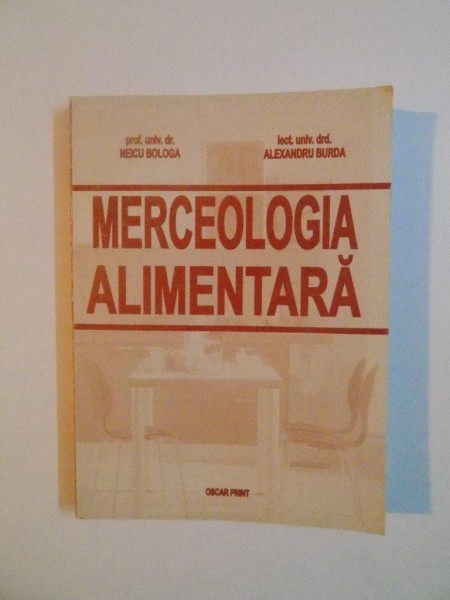 prof. univ. dr.
NEICU BOLOGA
lect. univ. drd.
ALEXANDRU BURDA
MERCEOLOGIA
ALIMENTARĂ
OSCAR PRINT